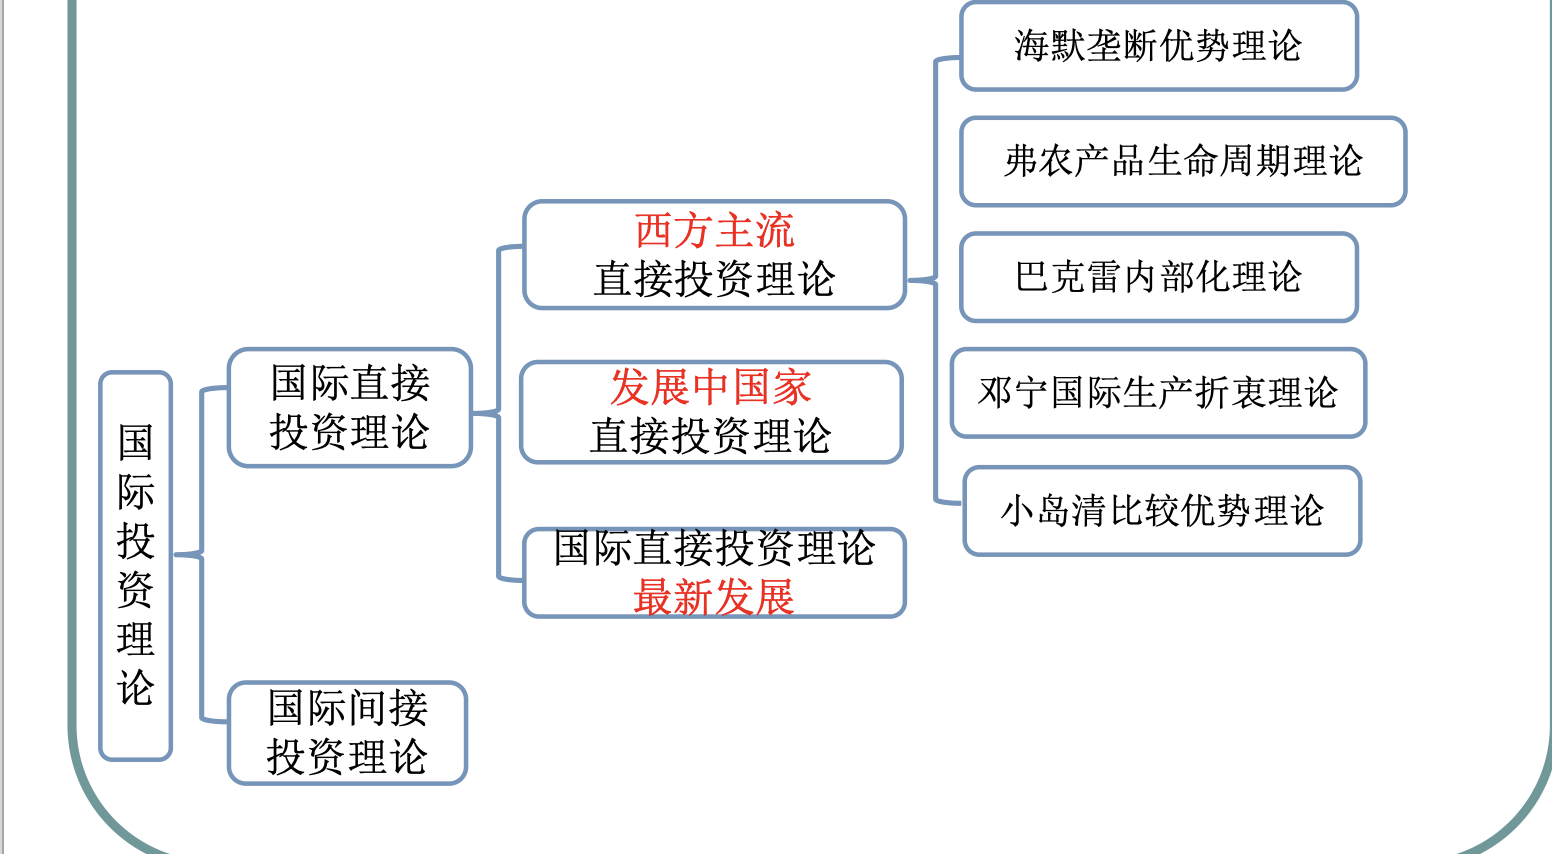 国际投资理论
国际直接
投资理论
国际间接
投资理论
西方主流
直接投资理论
发展中国家
直接投资理论
国际直接投资理论
最新发展
海默垄断优势理论
弗农产品生命周期理论
巴克雷内部化理论
邓宁国际生产折衷理论
小岛清比较优势理论